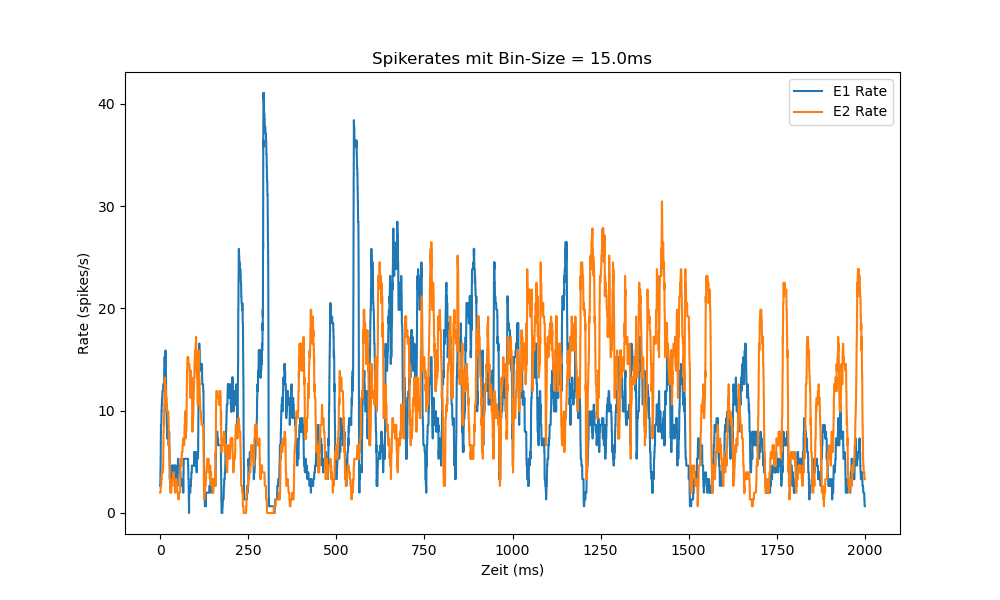 Spikerates mit Bin-Size = 15.0ms
E1 Rate
E2 Rate
Rate (spikes/s)
40
30
20
10
0
0 250 500 750 1000 1250 1500 1750 2000
Zeit (ms)